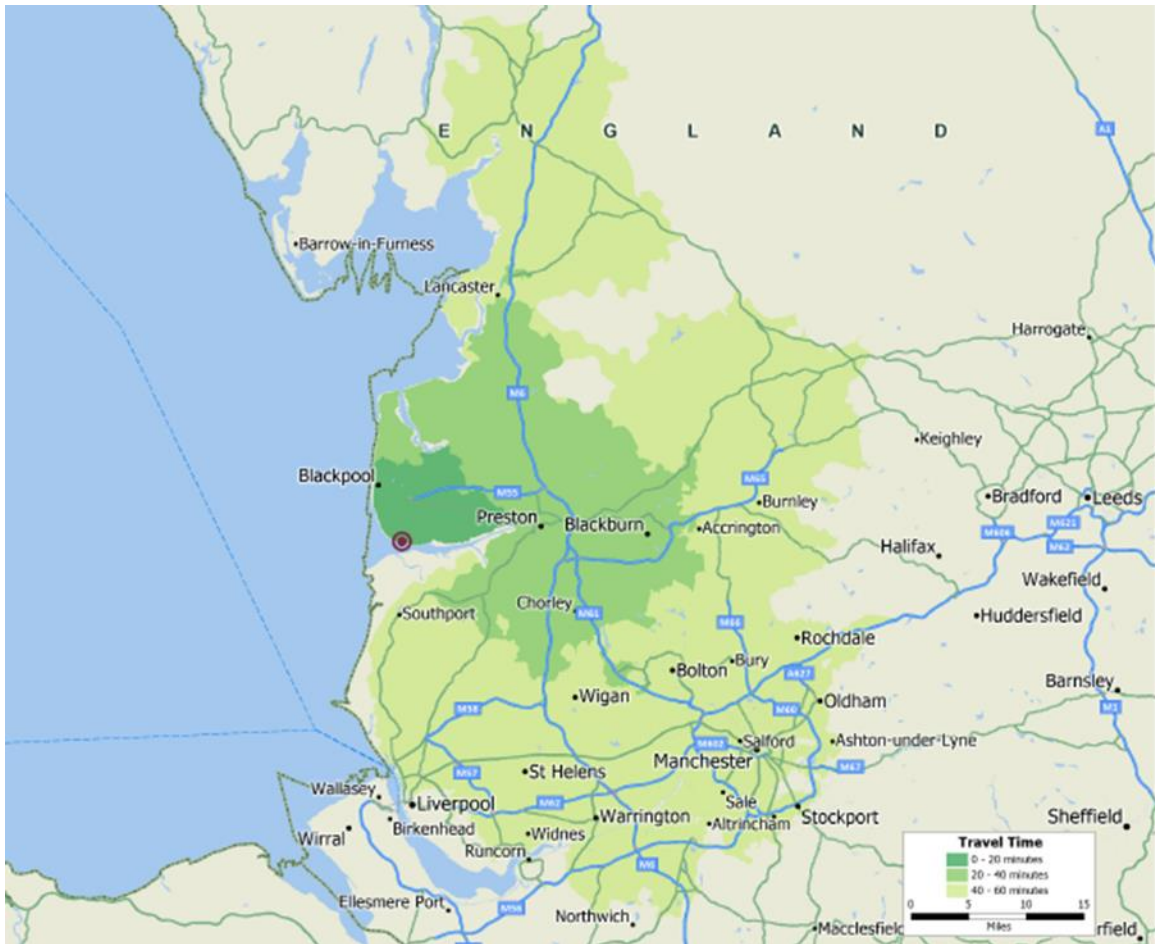 E N G L A N D
A1
Barrow-in-Furness
Lancaster
Harrogate
M6
Keighley
Blackpool
M55
M65
Burnley
Bradford
Leeds
Preston
Blackburn
Accrington
M621
M606
M62
Halifax
Wakefield
Chorley
M61
Southport
M66
Huddersfield
Rochdale
Bury
Bolton
A627
Barnsley
Wigan
Oldham
M58
M60
M1
Salford
Ashton-under-Lyne
M602
Manchester
M67
M57
St Helens
Wallasey
Liverpool
M62
Sale
Stockport
Warrington
Birkenhead
Altrincham
Sheffield
Wirral
Widnes
Runcorn
M6
Ellesmere Port
M56
Northwich
Macclesfield
erfield
Travel Time
0 - 20 minutes
20 - 40 minutes
40 - 60 minutes
0 5 10 15
Miles